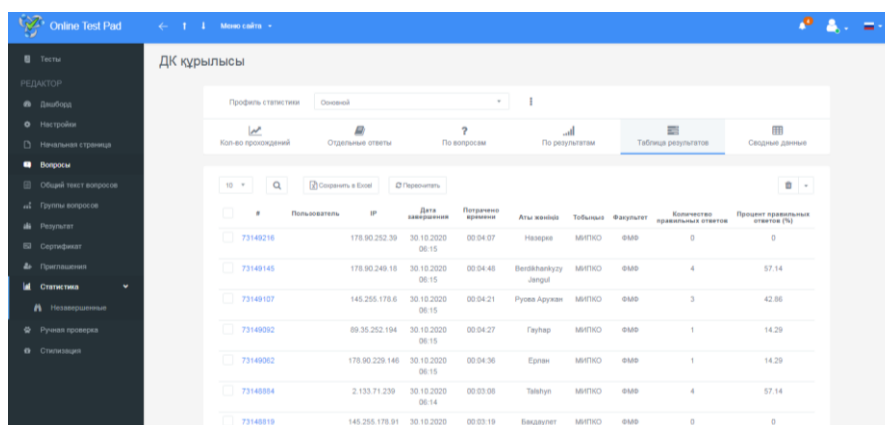 Online Test Pad
Меню сайта
Тесты
РЕДАКТОР
Дашборд
Настройки
Начальная страница
Вопросы
Общий текст вопросов
Группы вопросов
Результат
Сертификат
Приглашения
Статистика
Незавершенные
Ручная проверка
Стилизация
ДК құрылысы
Профиль статистики Основной
Кол-во прохождений Отдельные ответы По вопросам По результатам Таблица результатов Сводные данные
10 Сохранить в Excel Пересчитать
# Пользователь IP Дата завершения Потрачено времени Аты жөніңіз Тобыңыз Факультет Количество правильных ответов Процент правильных ответов (%)
73149216 178.90.252.39 30.10.2020 06:15 00:04:07 Назерке МИПКО ФМФ 0 0
73149145 178.90.249.18 30.10.2020 06:15 00:04:48 Berdikhankyzy Jangul МИПКО ФМФ 4 57.14
73149107 145.255.178.6 30.10.2020 06:15 00:04:21 Руова Аружан МИПКО ФМФ 3 42.86
73149092 89.35.252.194 30.10.2020 06:15 00:04:27 Гауhар МИПКО ФМФ 1 14.29
73149062 178.90.229.146 30.10.2020 06:15 00:04:36 Ерлан МИПКО ФМФ 1 14.29
73148884 2.133.71.239 30.10.2020 06:14 00:03:08 МИПКО ФМФ 4 57.14
73148819 145.255.178.91 30.10.2020 00:03:19 Бакдаулет МИПКО ФМФ 0 0